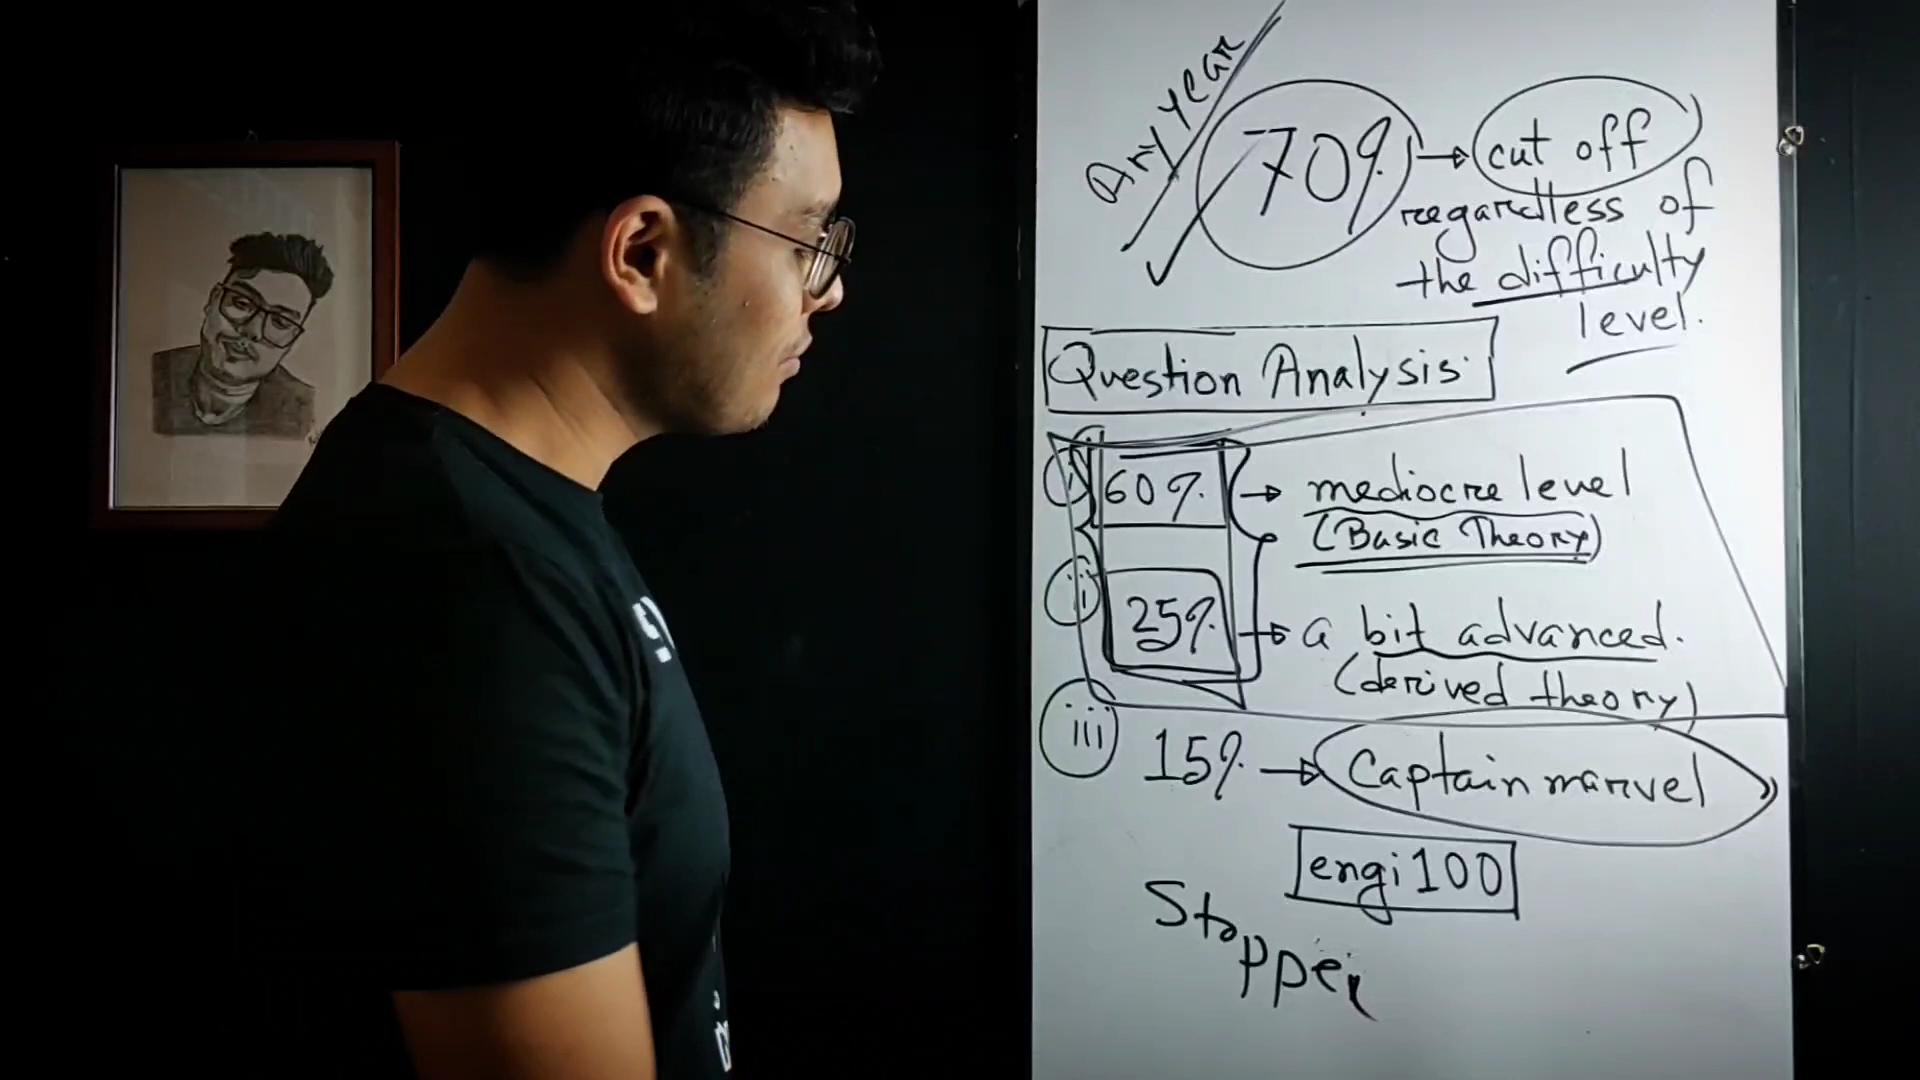 Any year
70% → cut off
regardless of
the difficulty
level.
Question Analysis
i 60% → mediocre level
(Basic Theory)
ii 25% → a bit advanced.
(derived theory)
iii 15% → Captain marvel
engi100
Stopper